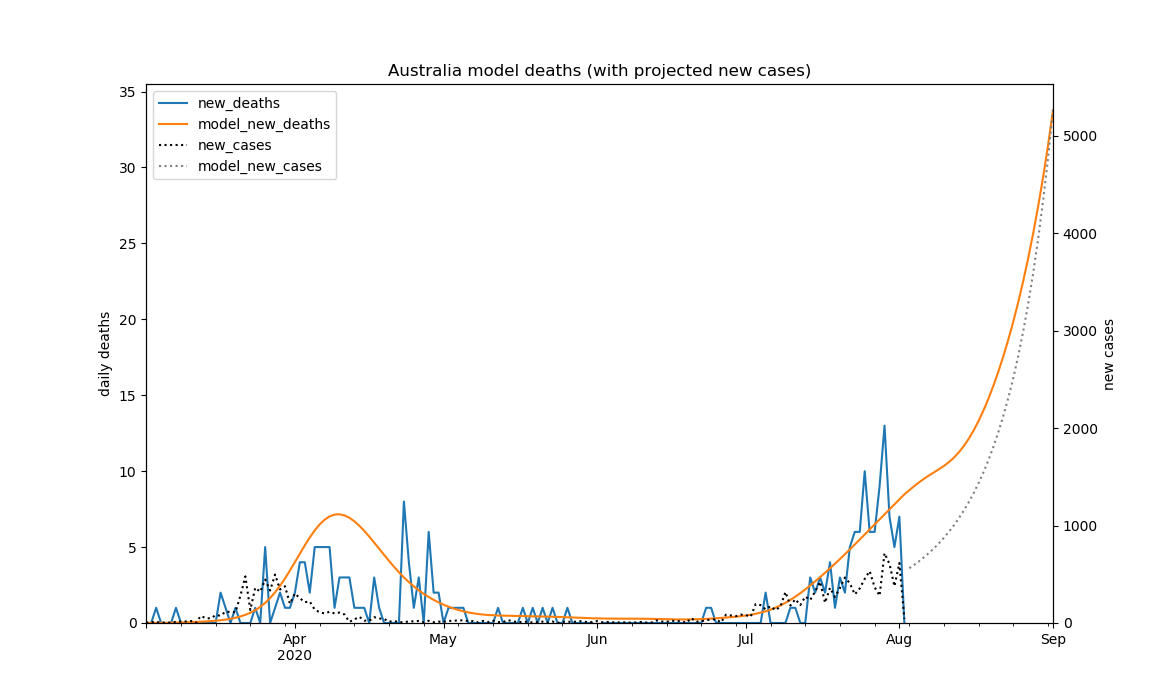 Australia model deaths (with projected new cases)
new_deaths
model_new_deaths
new_cases
model_new_cases
daily deaths
35
30
25
20
15
10
5
0
new cases
5000
4000
3000
2000
1000
0
Apr
2020
May
Jun
Jul
Aug
Sep